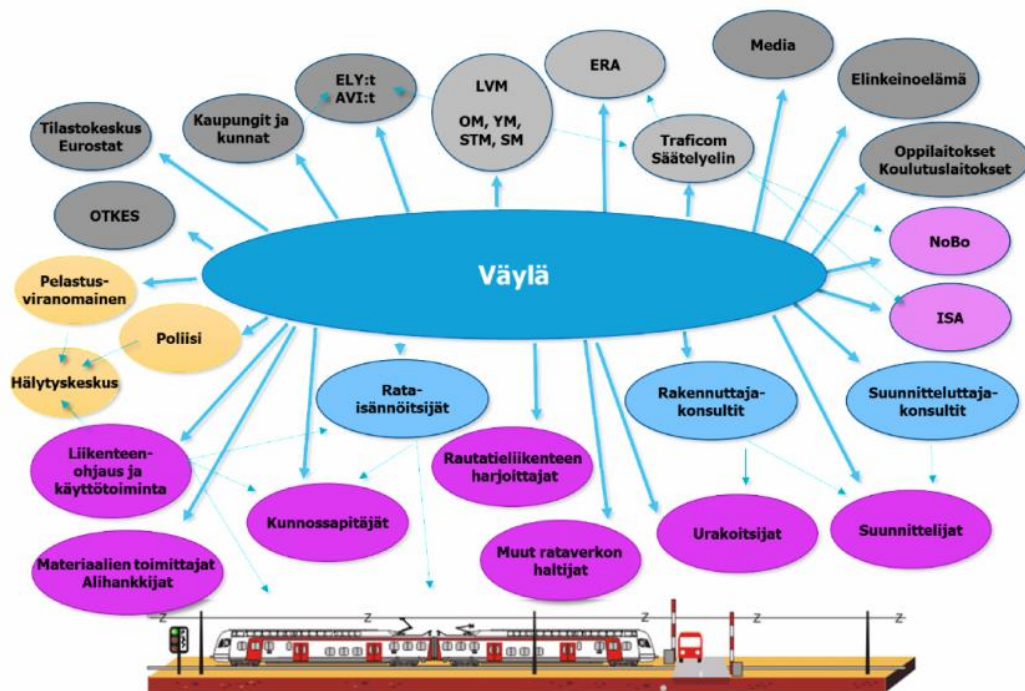 Media
ERA
ELY:t
AVI:t
LVM
OM, YM,
STM, SM
Elinkeinoelämä
Tilastokeskus
Eurostat
Kaupungit ja
kunnat
Traficom
Säätelyelin
Oppilaitokset
Koulutuslaitokset
OTKES
NoBo
Väylä
Pelastus-
viranomainen
ISA
Poliisi
Hälytyskeskus
Rata-
isännöitsijät
Rakennuttaja-
konsultit
Suunnitteluttaja-
konsultit
Liikenteen-
ohjaus ja
käyttötoiminta
Rautatieliikenteen
harjoittajat
Kunnossapitäjät
Urakoitsijat
Suunnittelijat
Muut rataverkon
haltijat
Materiaalien toimittajat
Alihankkijat